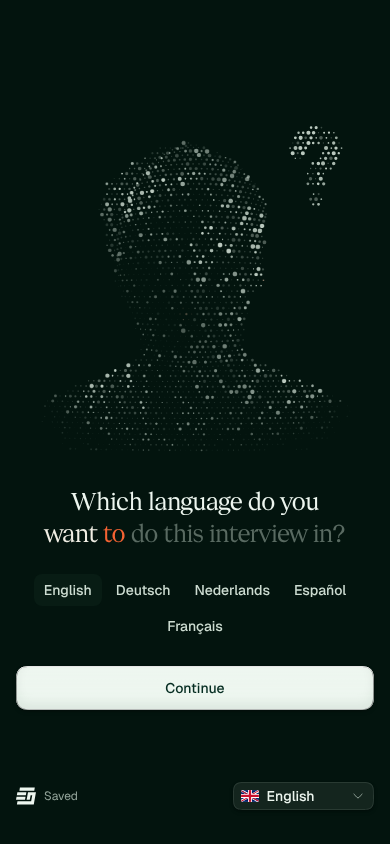 ?
Which language do you
want to do this interview in?
English Deutsch Nederlands Español
Français
Continue
Saved English